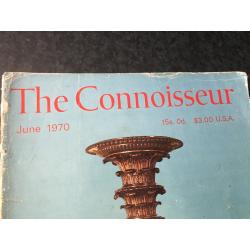 The Connoisseur
June 1970
15s. 0d. $3.00 U.S.A.